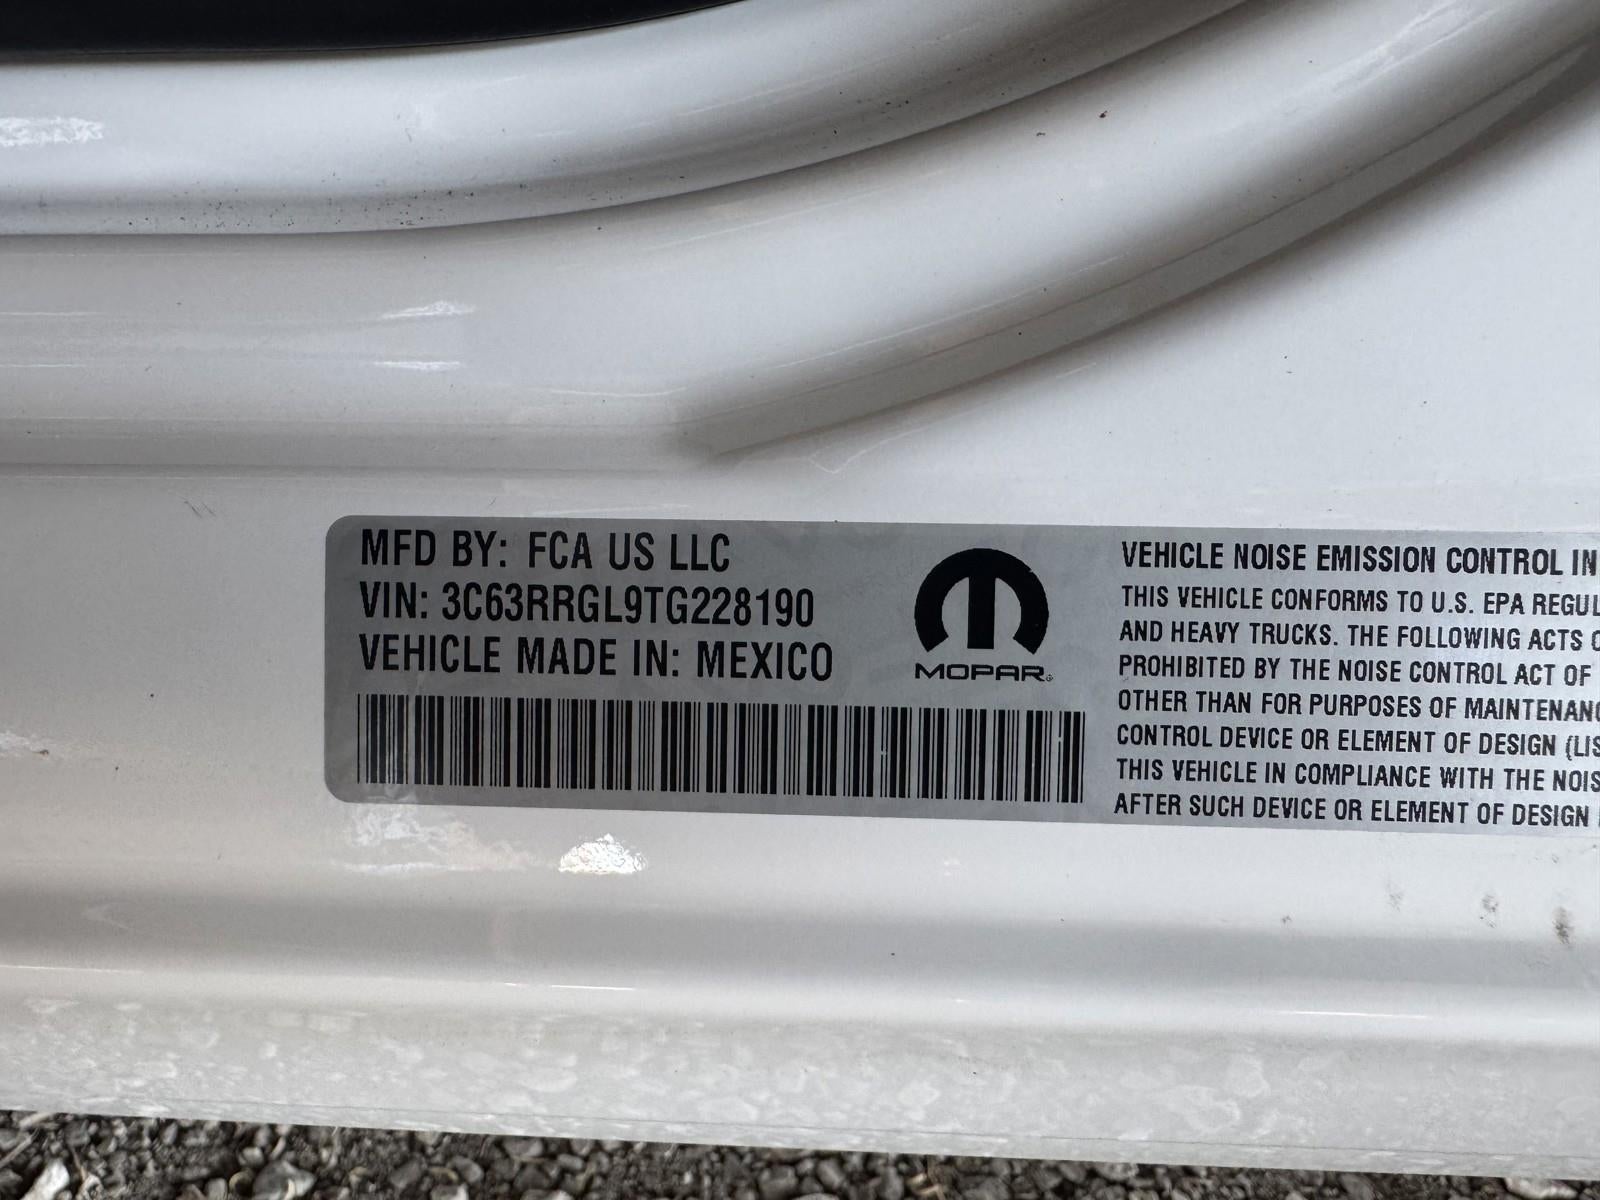 MFD BY: FCA US LLC
VIN: 3C63RRGL9TG228190
VEHICLE MADE IN: MEXICO
MOPAR
VEHICLE NOISE EMISSION CONTROL IN
THIS VEHICLE CONFORMS TO U.S. EPA REGUL
AND HEAVY TRUCKS. THE FOLLOWING ACTS
PROHIBITED BY THE NOISE CONTROL ACT OF
OTHER THAN FOR PURPOSES OF MAINTENANC
CONTROL DEVICE OR ELEMENT OF DESIGN (LIS
THIS VEHICLE IN COMPLIANCE WITH THE NOIS
AFTER SUCH DEVICE OR ELEMENT OF DESIGN